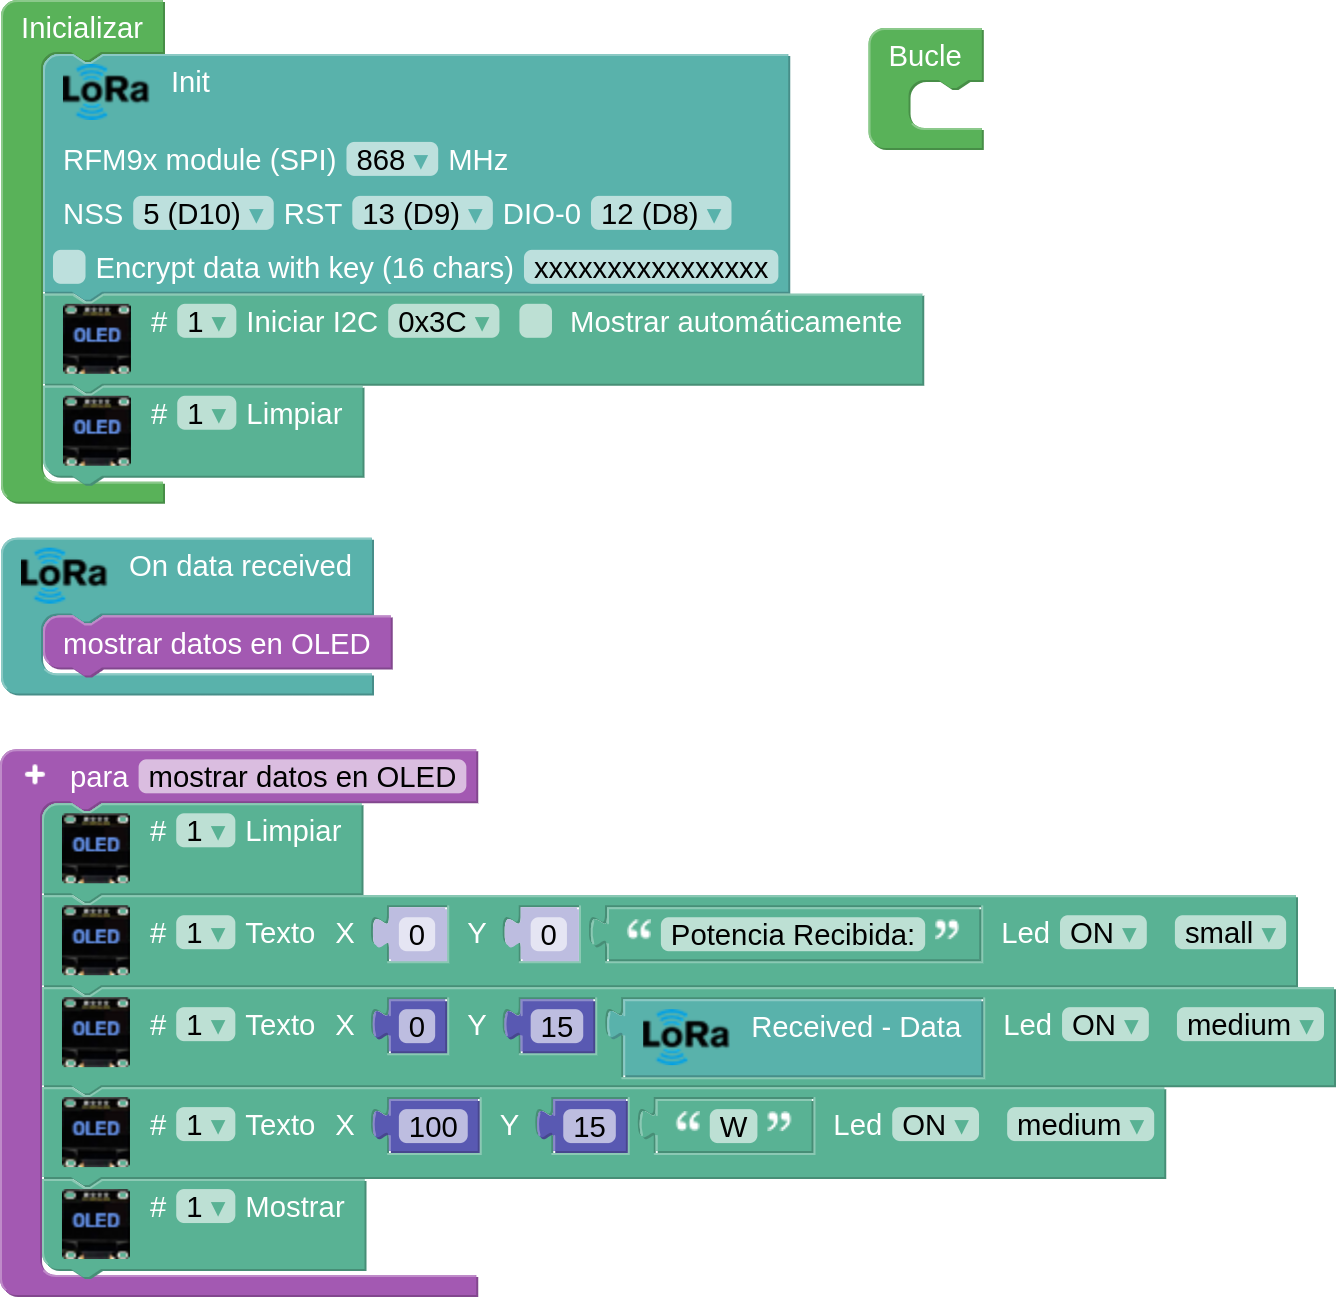 Inicializar
LoRa Init
RFM9x module (SPI) 868 ▾ MHz
NSS 5 (D10) ▾ RST 13 (D9) ▾ DIO-0 12 (D8) ▾
Encrypt data with key (16 chars) xxxxxxxxxxxxxxxx
OLED # 1 ▾ Iniciar I2C 0x3C ▾ Mostrar automáticamente
OLED # 1 ▾ Limpiar
Bucle
LoRa On data received
mostrar datos en OLED
+ para mostrar datos en OLED
OLED # 1 ▾ Limpiar
OLED # 1 ▾ Texto X 0 Y 0 “ Potencia Recibida: ” Led ON ▾ small ▾
OLED # 1 ▾ Texto X 0 Y 15 LoRa Received - Data Led ON ▾ medium ▾
OLED # 1 ▾ Texto X 100 Y 15 “ W ” Led ON ▾ medium ▾
OLED # 1 ▾ Mostrar